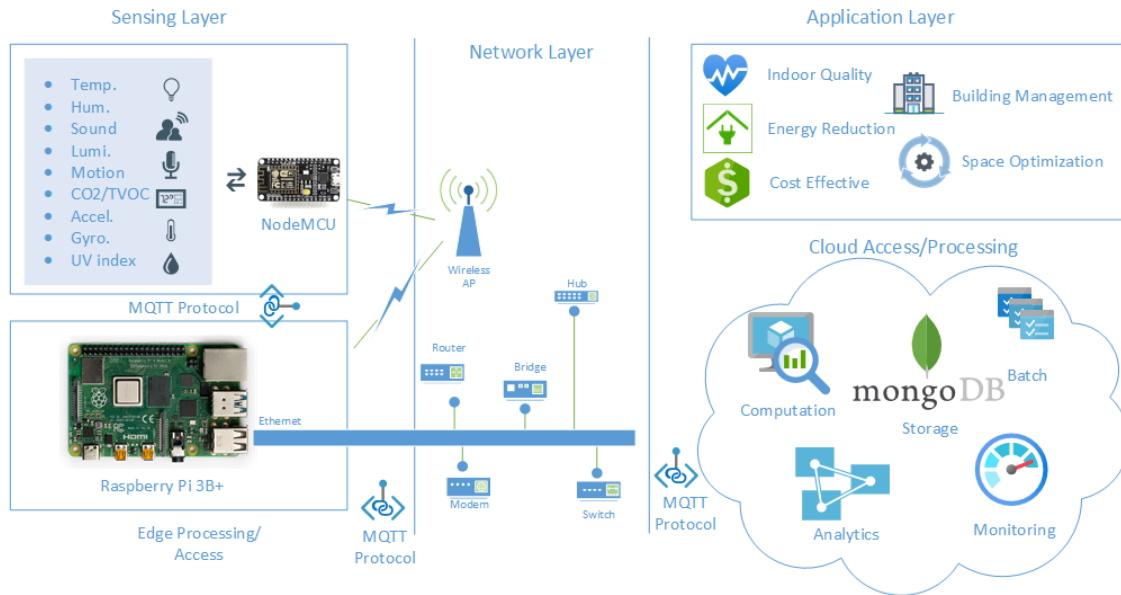 Sensing Layer
Temp.
Hum.
Sound
Lumi.
Motion
CO2/TVOC
Accel.
Gyro.
UV index
NodeMCU
MQTT Protocol
Raspberry Pi 3B+
Edge Processing/
Access
Network Layer
Wireless
AP
Hub
Router
Bridge
Ethernet
Modem
Switch
MQTT
Protocol
MQTT
Protocol
Application Layer
Indoor Quality
Building Management
Energy Reduction
Space Optimization
Cost Effective
Cloud Access/Processing
Computation
mongoDB
Storage
Batch
Analytics
Monitoring
HDMI